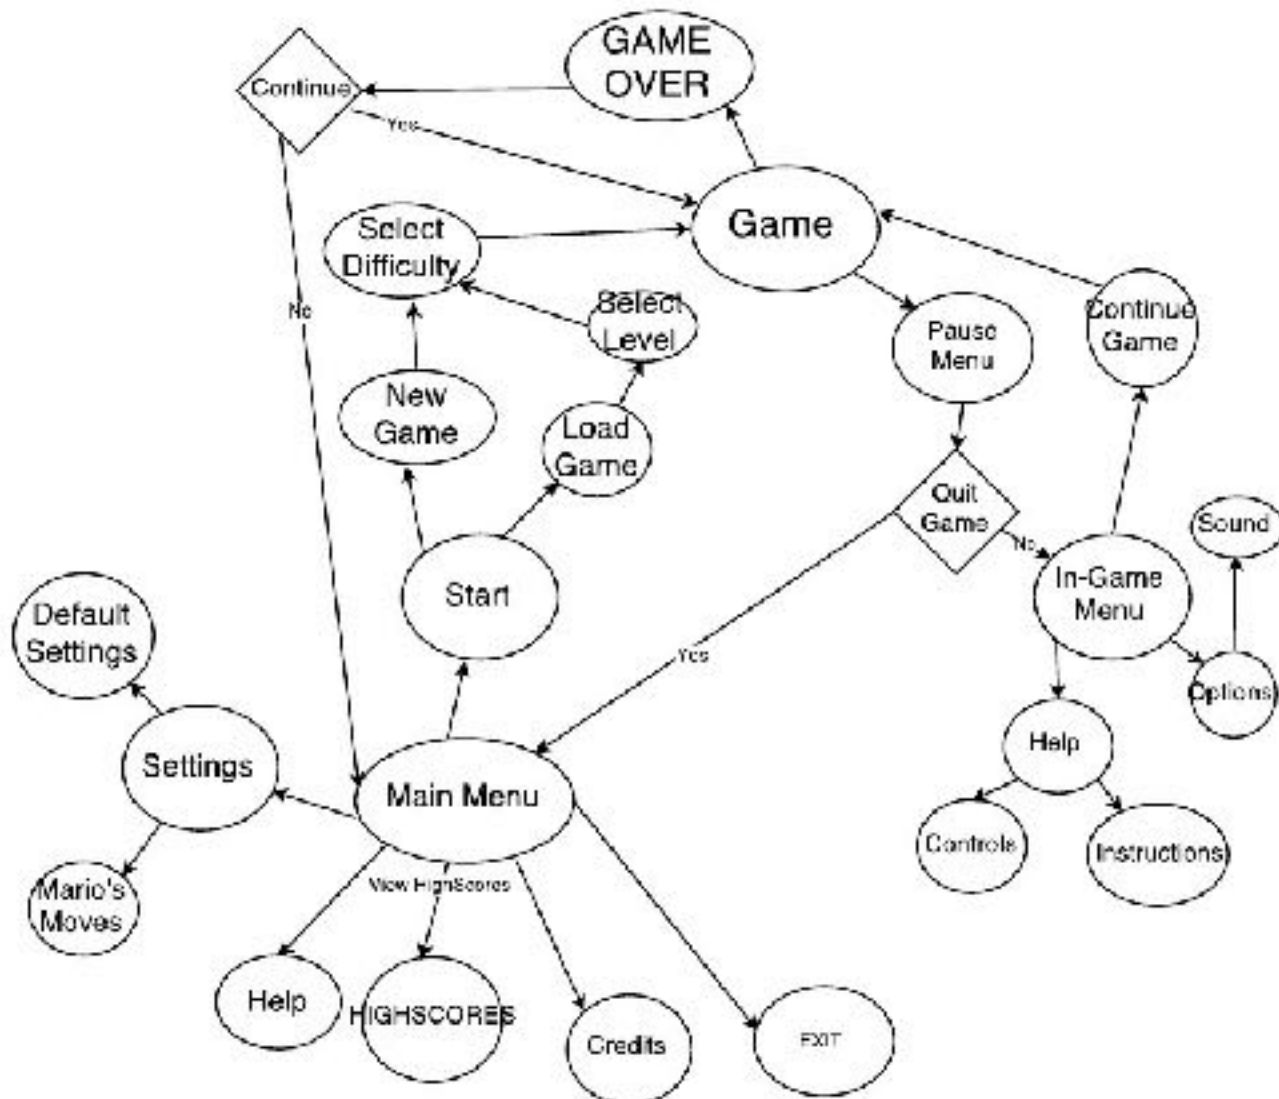 GAME
OVER
Continue
Yes
Game
Select
Difficulty
No
Select
Level
Pause
Menu
Continue
Game
New
Game
Load
Game
Quit
Game
No
Sound
Start
In-Game
Menu
Default
Settings
Yes
Options
Help
Settings
Main Menu
Controls
Instructions
Mario's
Moves
View HighScores
Help
HIGHSCORES
Credits
EXIT